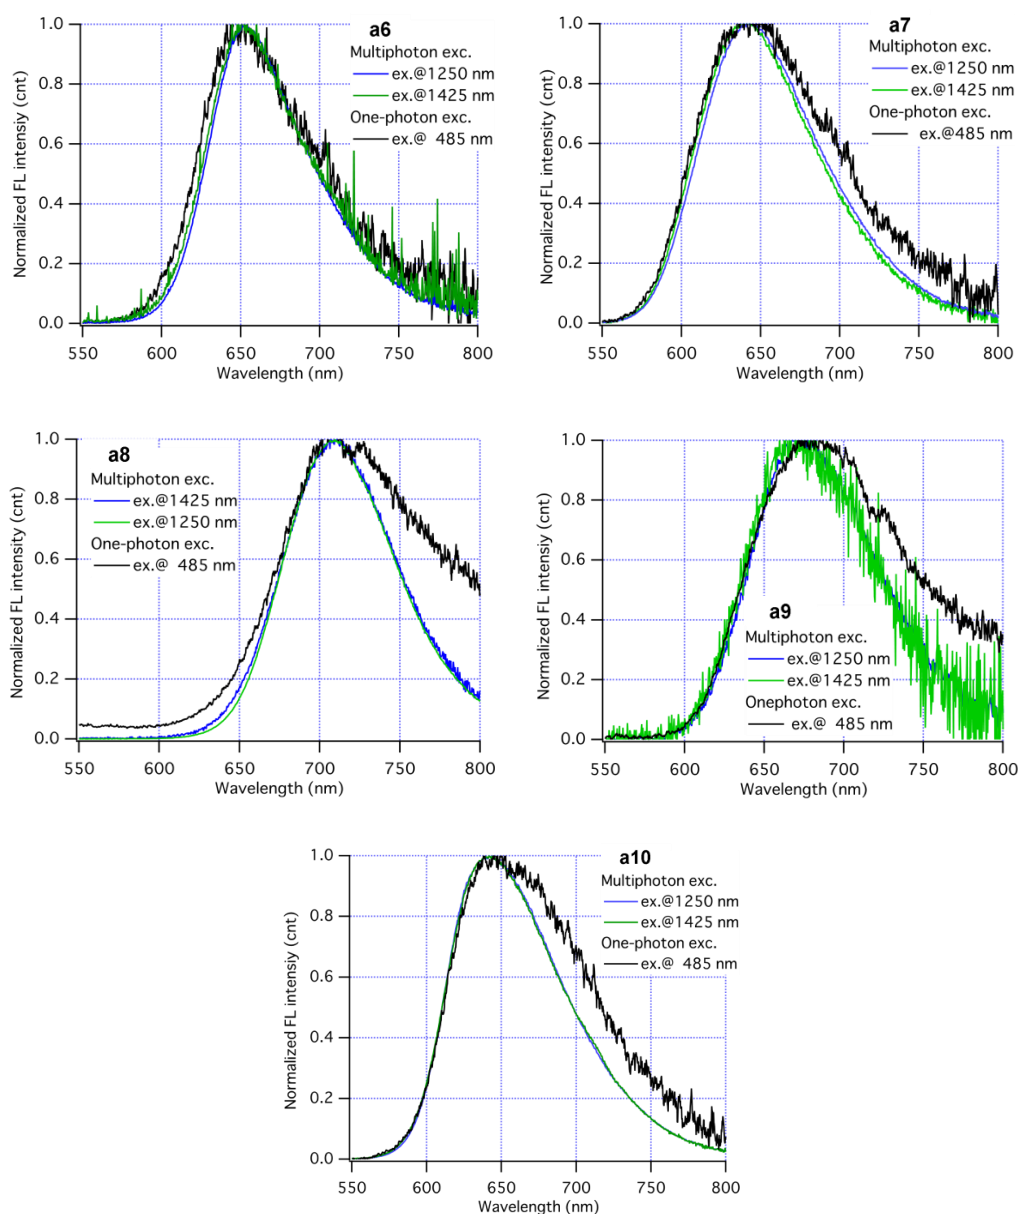 a6
Multiphoton exc.
ex.@1250 nm
ex.@1425 nm
One-photon exc.
ex.@ 485 nm
Normalized FL intensiy (cnt)
1.0
0.8
0.6
0.4
0.2
0.0
550 600 650 700 750 800
Wavelength (nm)
a7
Multiphoton exc.
ex.@1250 nm
ex.@1425 nm
One-photon exc.
ex.@485 nm
Normalized FL intensity (cnt)
1.0
0.8
0.6
0.4
0.2
0.0
550 600 650 700 750 800
Wavelength (nm)
a8
Multiphoton exc.
ex.@1425 nm
ex.@1250 nm
One-photon exc.
ex.@ 485 nm
Normalized FL intensiy (cnt)
1.0
0.8
0.6
0.4
0.2
0.0
550 600 650 700 750 800
Wavelength (nm)
a9
Multiphoton exc.
ex.@1250 nm
ex.@1425 nm
Onephoton exc.
ex.@ 485 nm
Normalized FL intensity (cnt)
1.0
0.8
0.6
0.4
0.2
0.0
550 600 650 700 750 800
Wavelength (nm)
a10
Multiphoton exc.
ex.@1250 nm
ex.@1425 nm
One-photon exc.
ex.@ 485 nm
Normalized FL intensity (cnt)
1.0
0.8
0.6
0.4
0.2
0.0
550 600 650 700 750 800
Wavelength (nm)